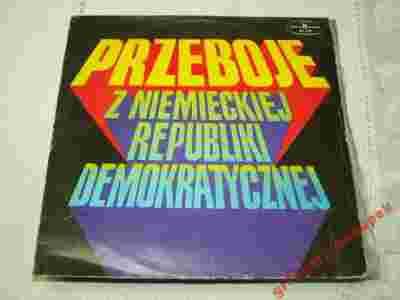 PRZEBOJE
Z NIEMIECKIEJ
REPUBLIKI
DEMOKRATYCZNEJ